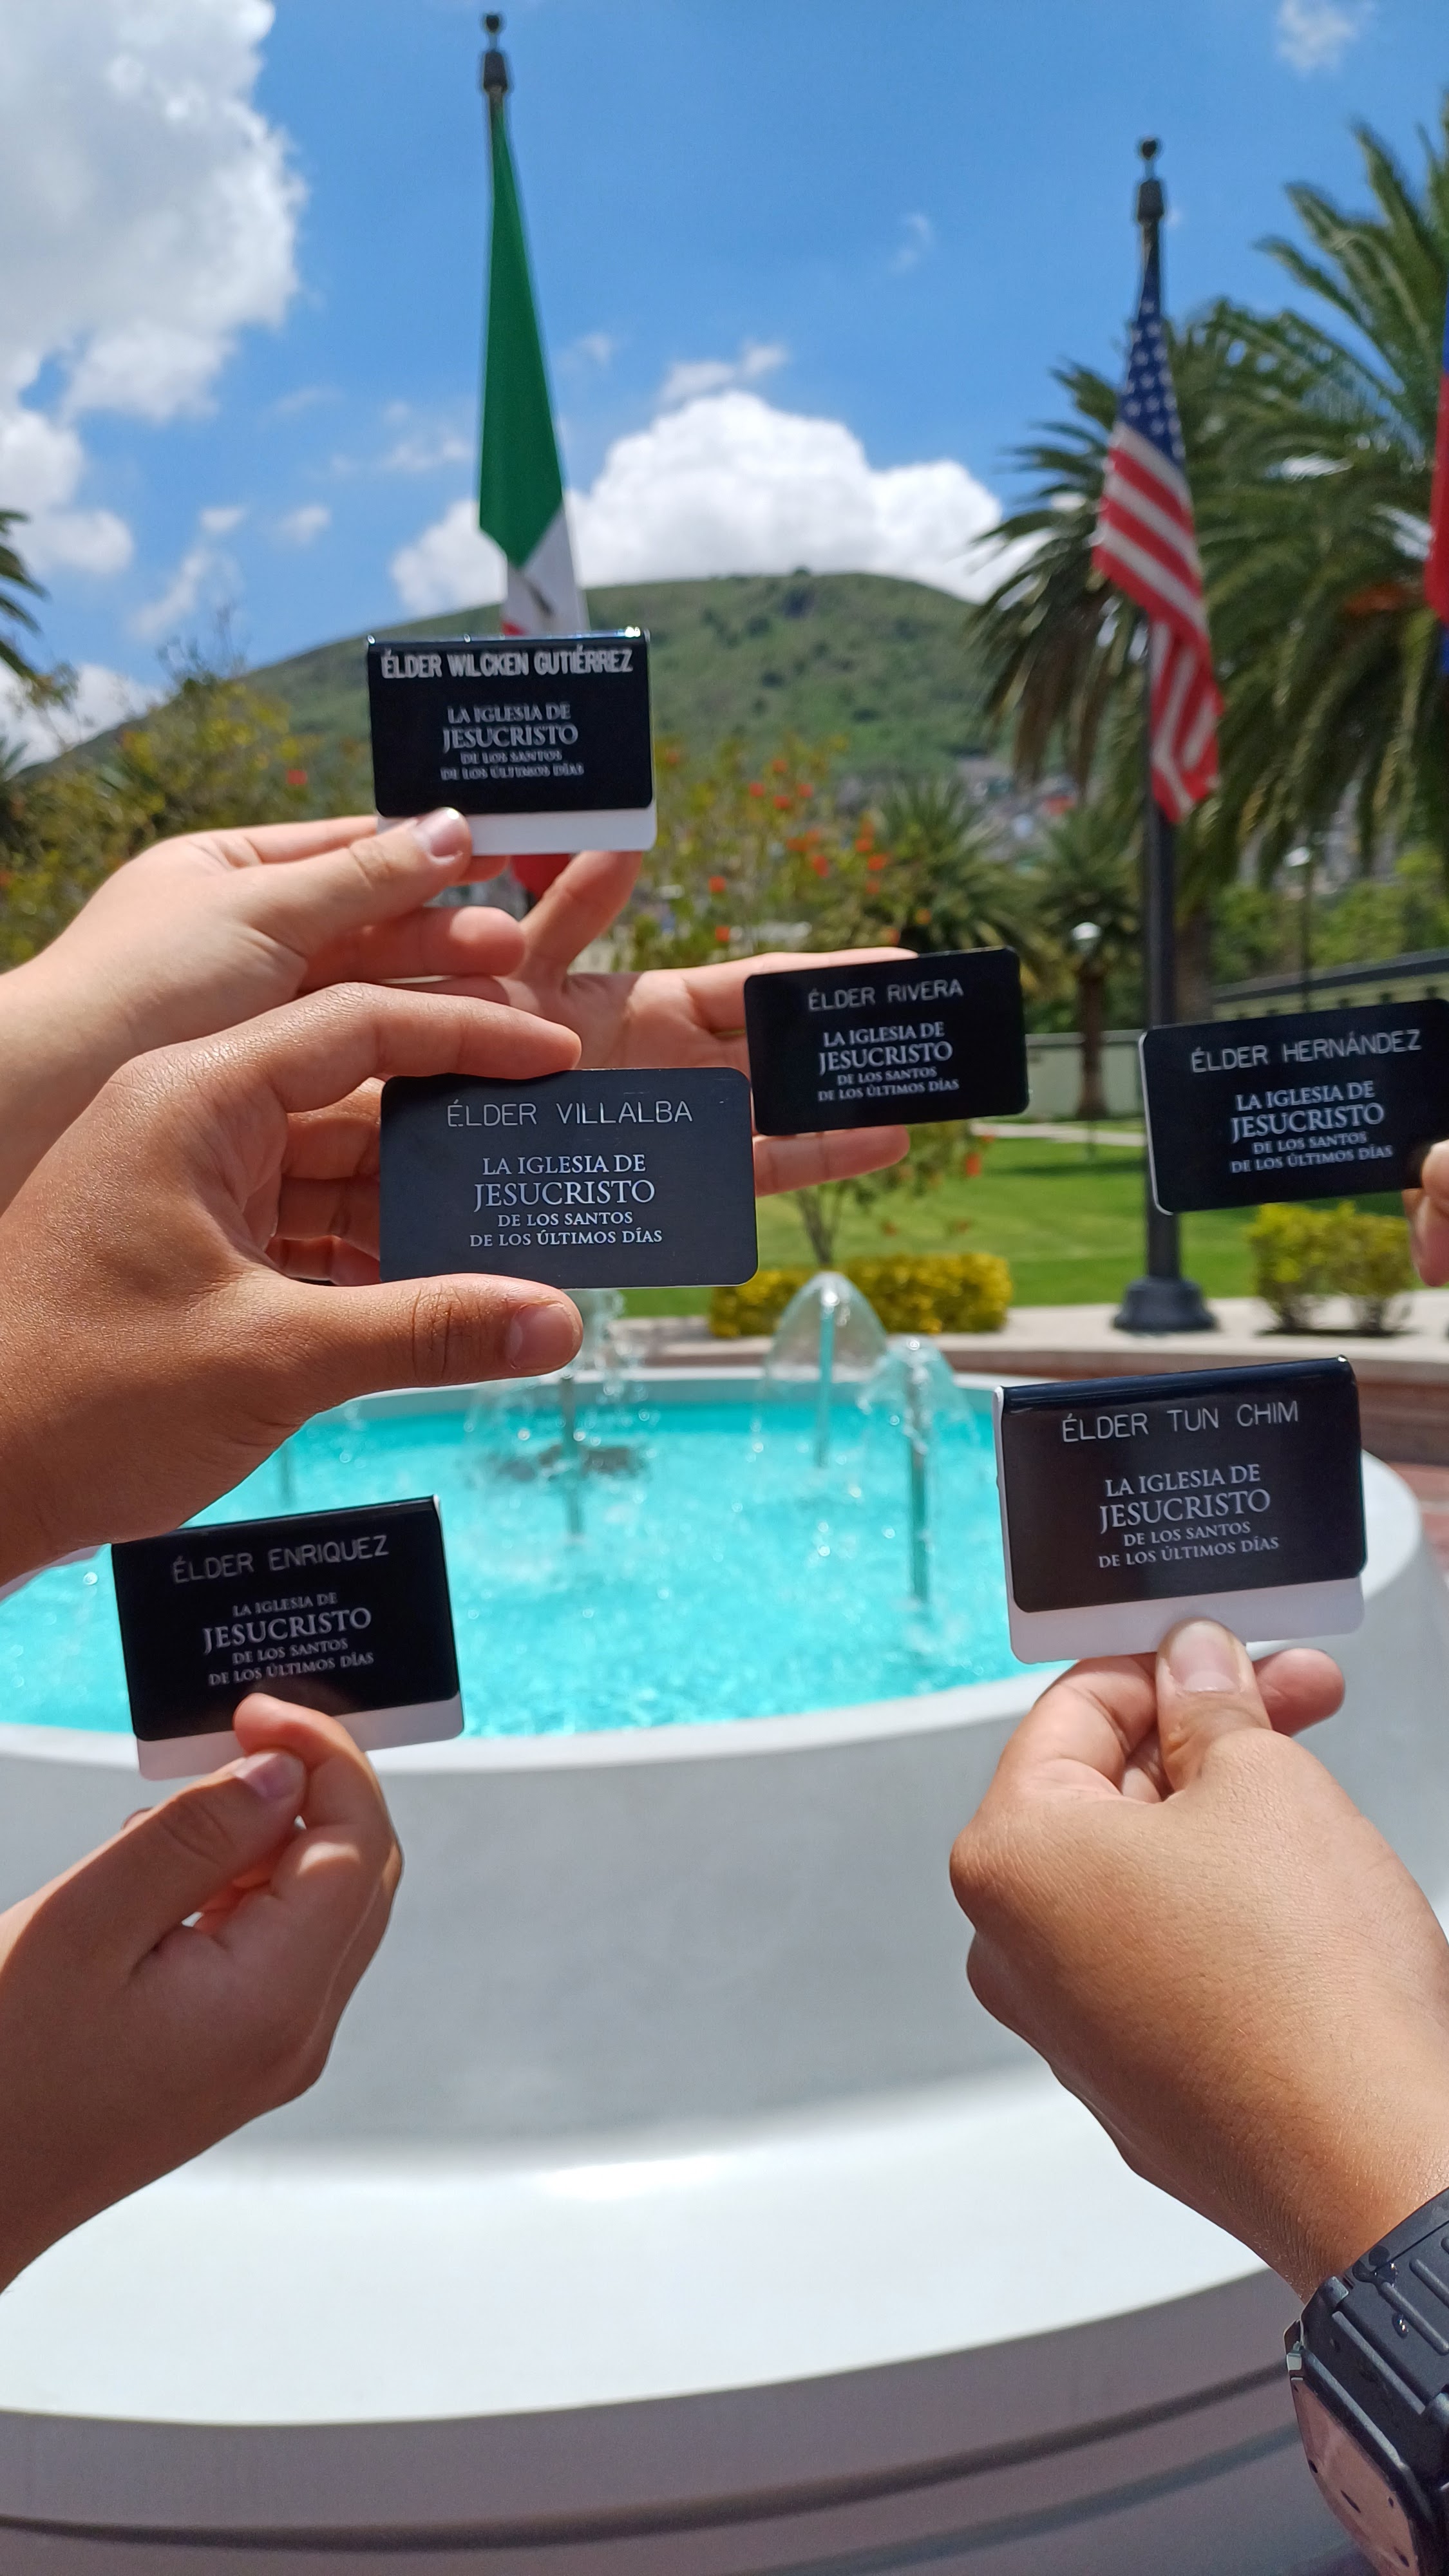 ÉLDER WILCKEN GUTIÉRREZ
LA IGLESIA DE
JESUCRISTO
DE LOS SANTOS
DE LOS ÚLTIMOS DÍAS
ÉLDER RIVERA
LA IGLESIA DE
JESUCRISTO
DE LOS SANTOS
DE LOS ÚLTIMOS DÍAS
ÉLDER HERNÁNDEZ
LA IGLESIA DE
JESUCRISTO
DE LOS SANTOS
DE LOS ÚLTIMOS DÍAS
ÉLDER VILLALBA
LA IGLESIA DE
JESUCRISTO
DE LOS SANTOS
DE LOS ÚLTIMOS DÍAS
ÉLDER TUN CHIM
LA IGLESIA DE
JESUCRISTO
DE LOS SANTOS
DE LOS ÚLTIMOS DÍAS
ÉLDER ENRIQUEZ
LA IGLESIA DE
JESUCRISTO
DE LOS SANTOS
DE LOS ÚLTIMOS DÍAS